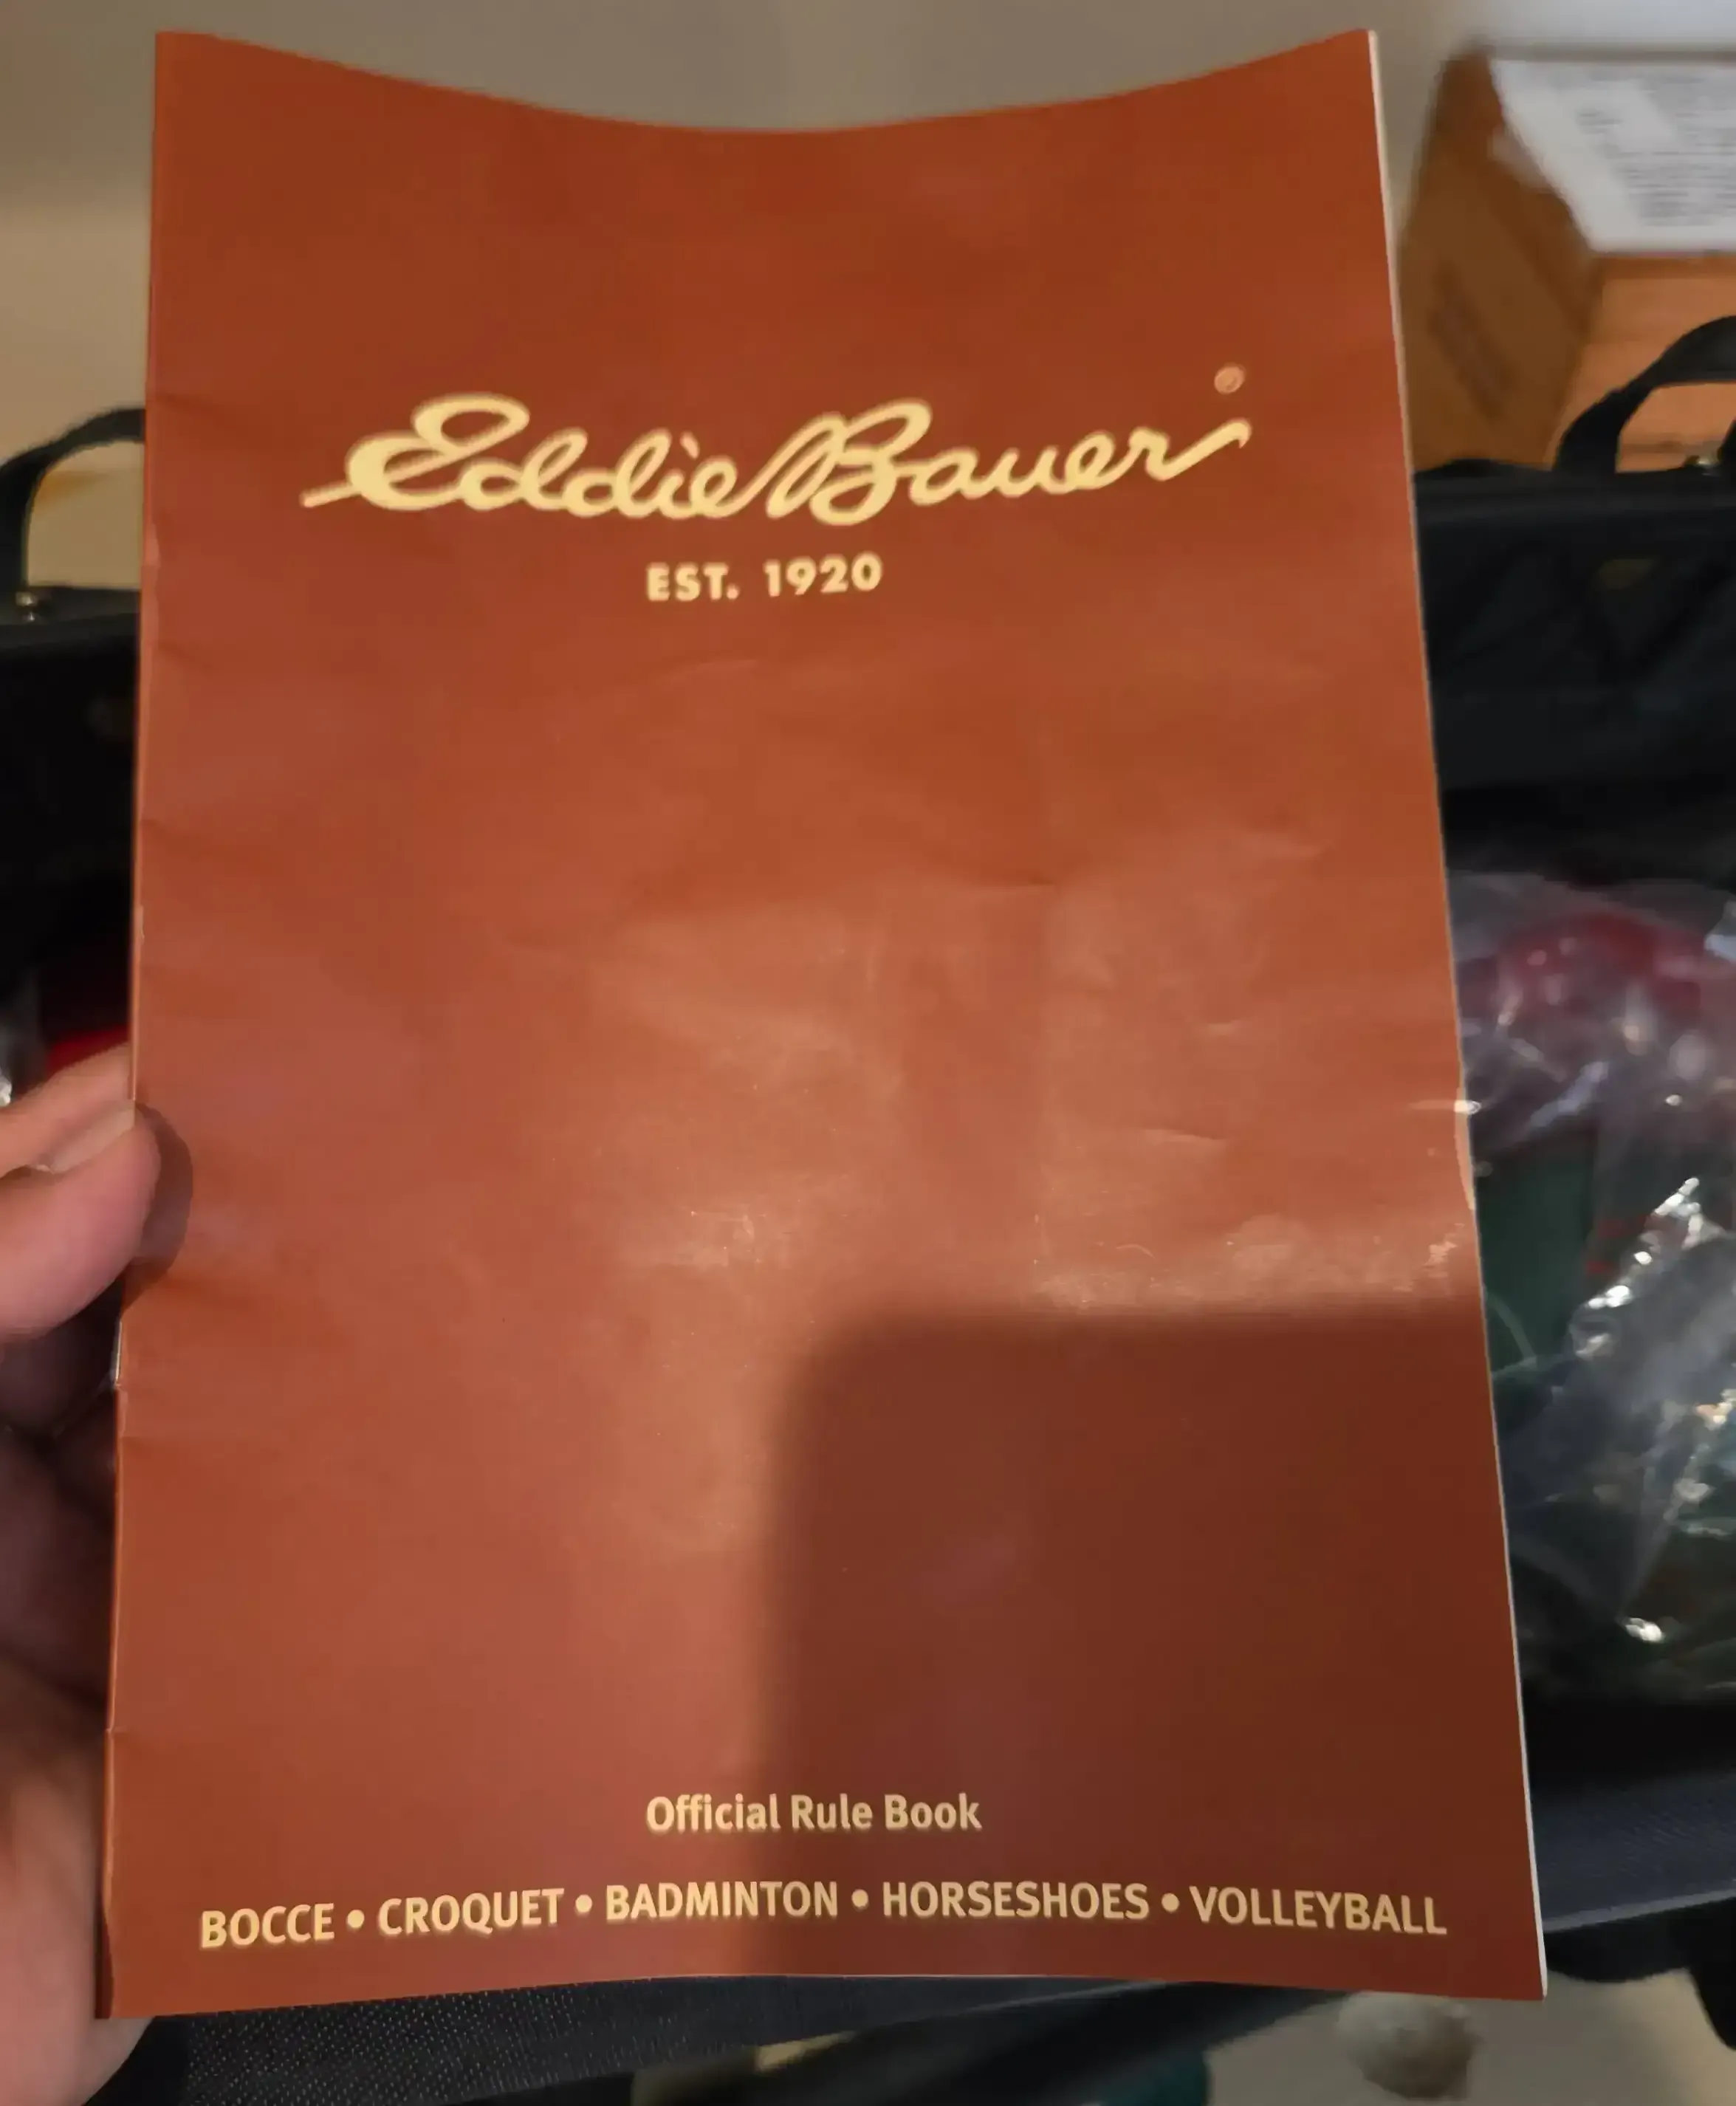 Eddie Bauer®
EST. 1920
Official Rule Book
BOCCE • CROQUET • BADMINTON • HORSESHOES • VOLLEYBALL